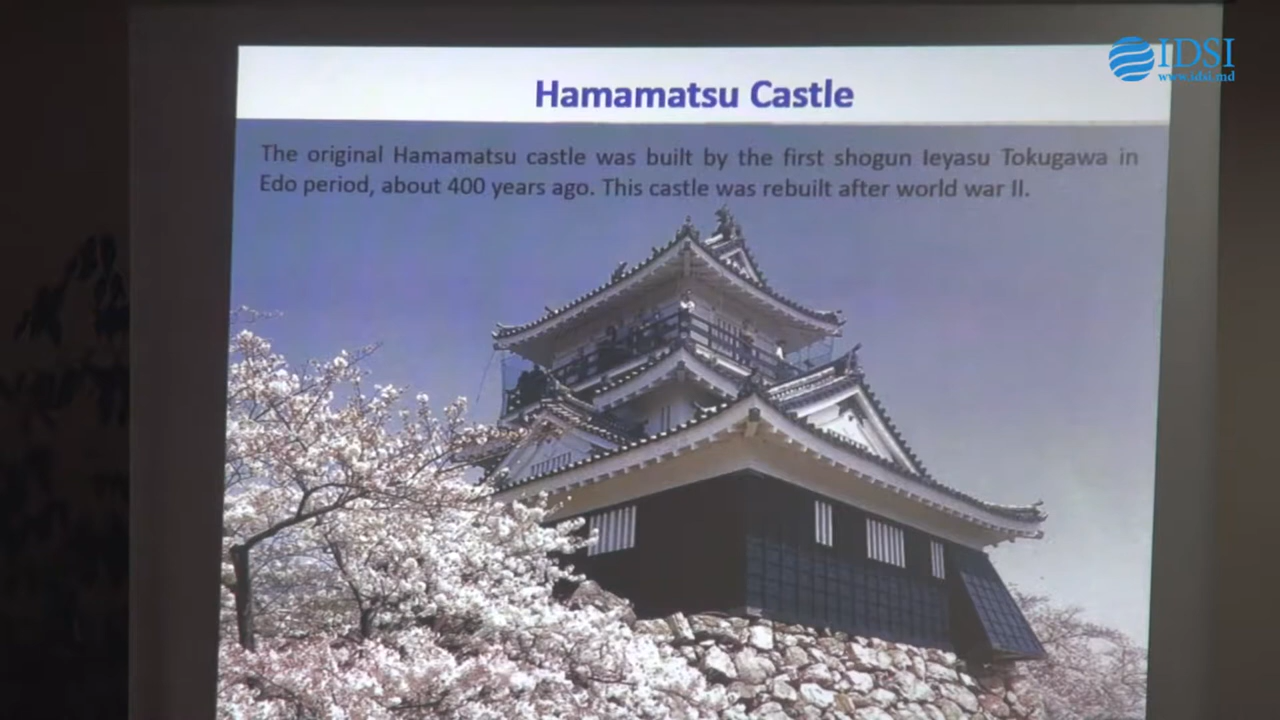 IDSI
www.idsi.md
Hamamatsu Castle
The original Hamamatsu castle was built by the first shogun Ieyasu Tokugawa in
Edo period, about 400 years ago. This castle was rebuilt after world war II.